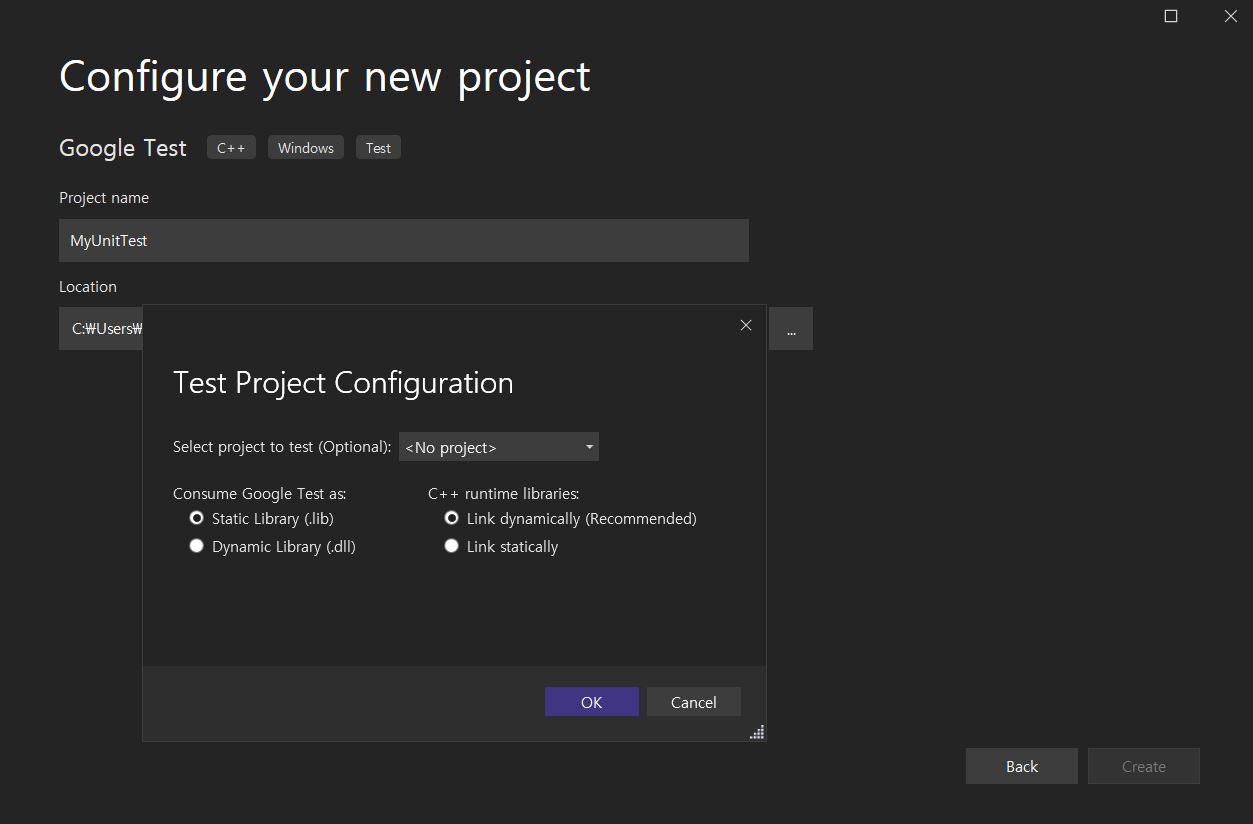 Configure your new project
Google Test C++ Windows Test
Project name
MyUnitTest
Location
C:₩Users₩ ...
Test Project Configuration
Select project to test (Optional): <No project>
Consume Google Test as: C++ runtime libraries:
Static Library (.lib) Link dynamically (Recommended)
Dynamic Library (.dll) Link statically
OK Cancel
Back Create